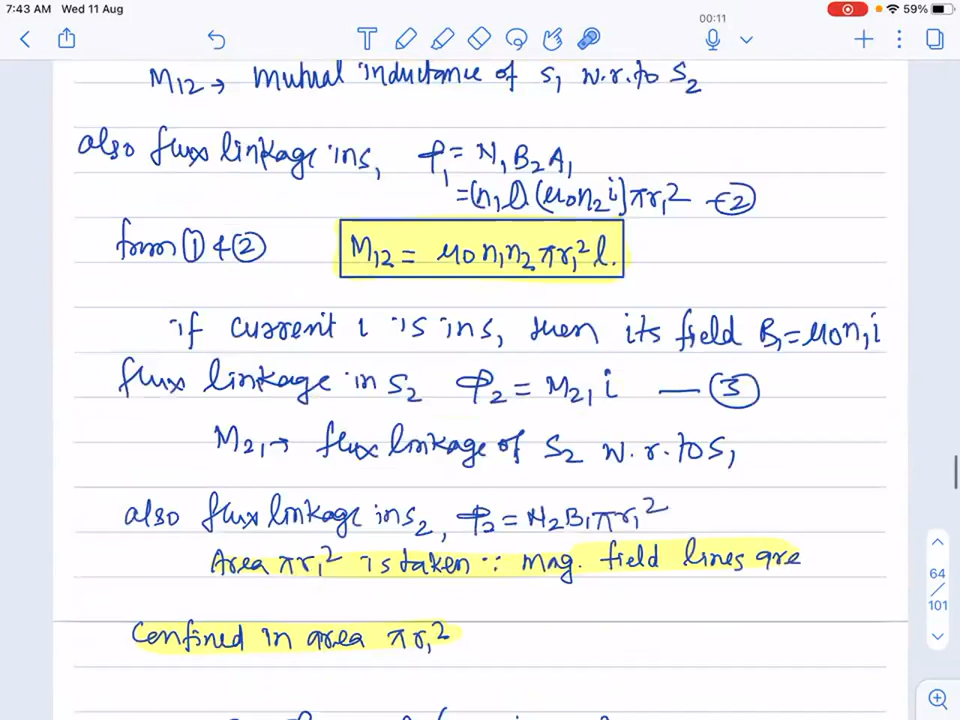 7:43 AM Wed 11 Aug
59%
00:11
M₁₂ → mutual inductance of S₁ w.r.to S₂
also flux linkage in S₁ φ₁ = N₁B₂A₁
= (n₁l)(μ₀n₂i)πr₁² —②
from ① & ② M₁₂ = μ₀n₁n₂πr₁²l.
if current i is in S₁ then its field B₁=μ₀n₁i
flux linkage in S₂ φ₂ = M₂₁ i —③
M₂₁ → flux linkage of S₂ w.r.to S₁
also flux linkage in S₂, φ₂ = N₂B₁πr₁²
Area πr₁² is taken ∵ mag. field lines are
Confined in area πr₁²
64
/
101